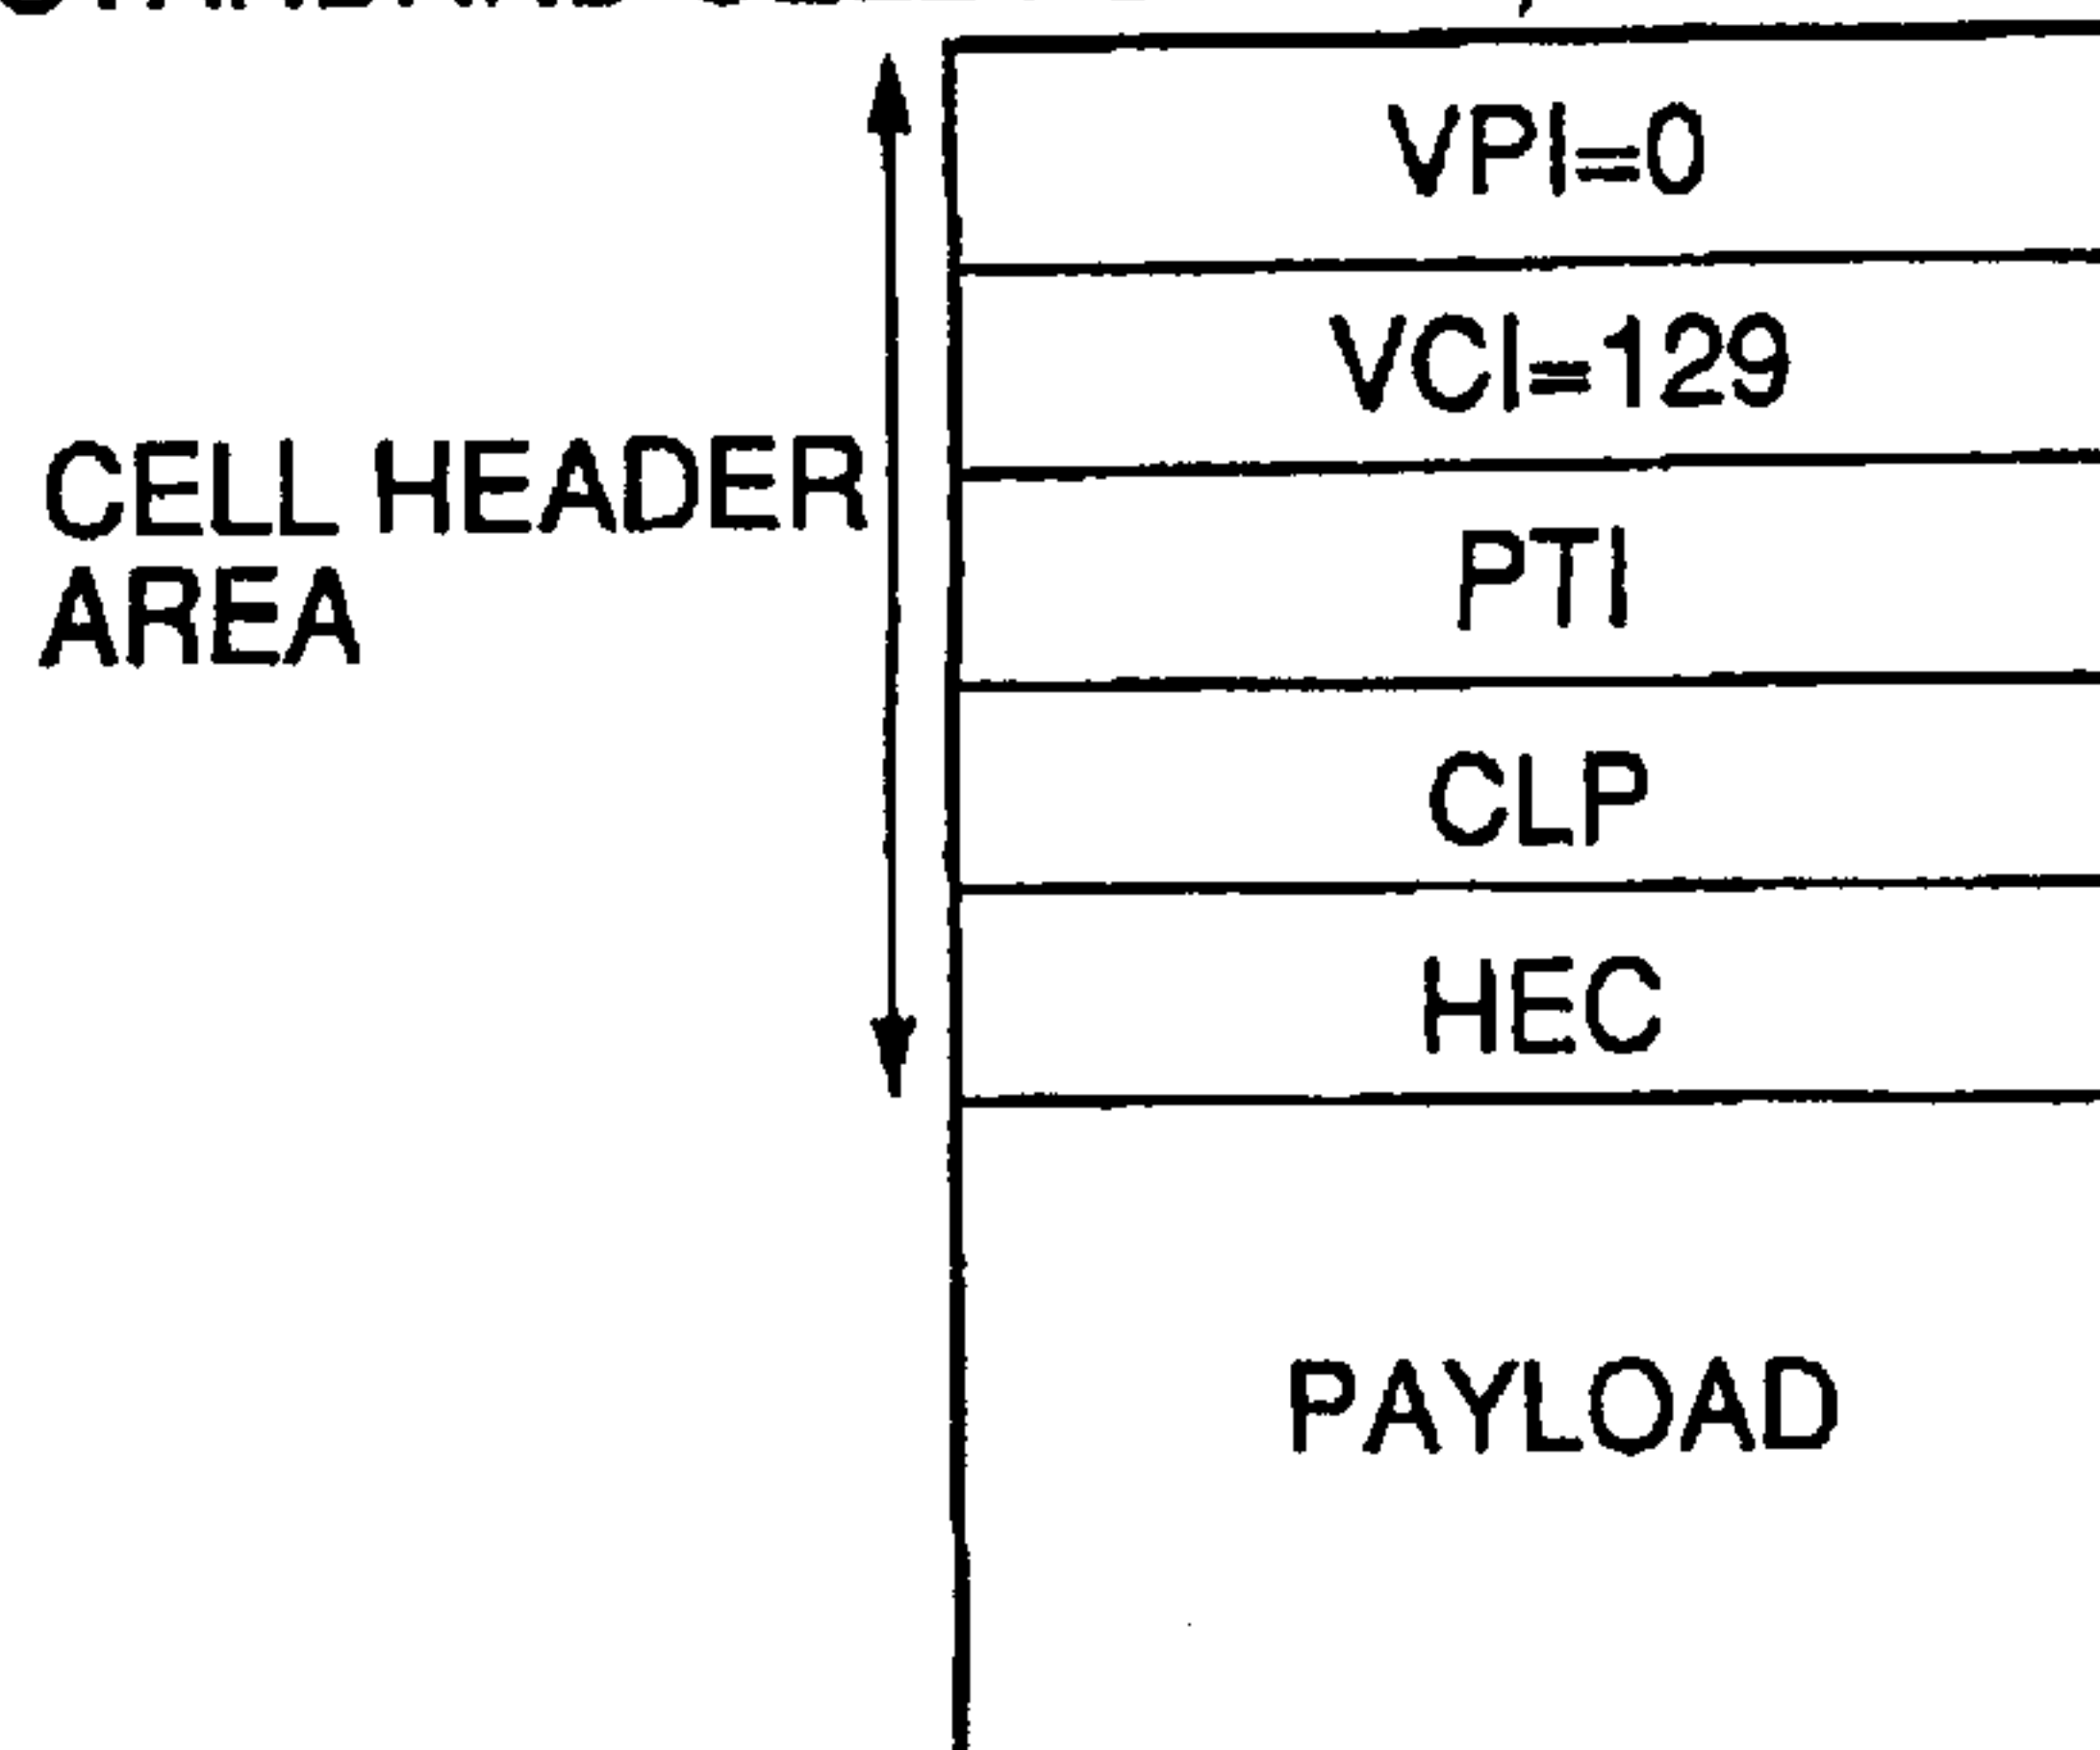 VPI=0
VCI=129
CELL HEADER
AREA
PTI
CLP
HEC
PAYLOAD